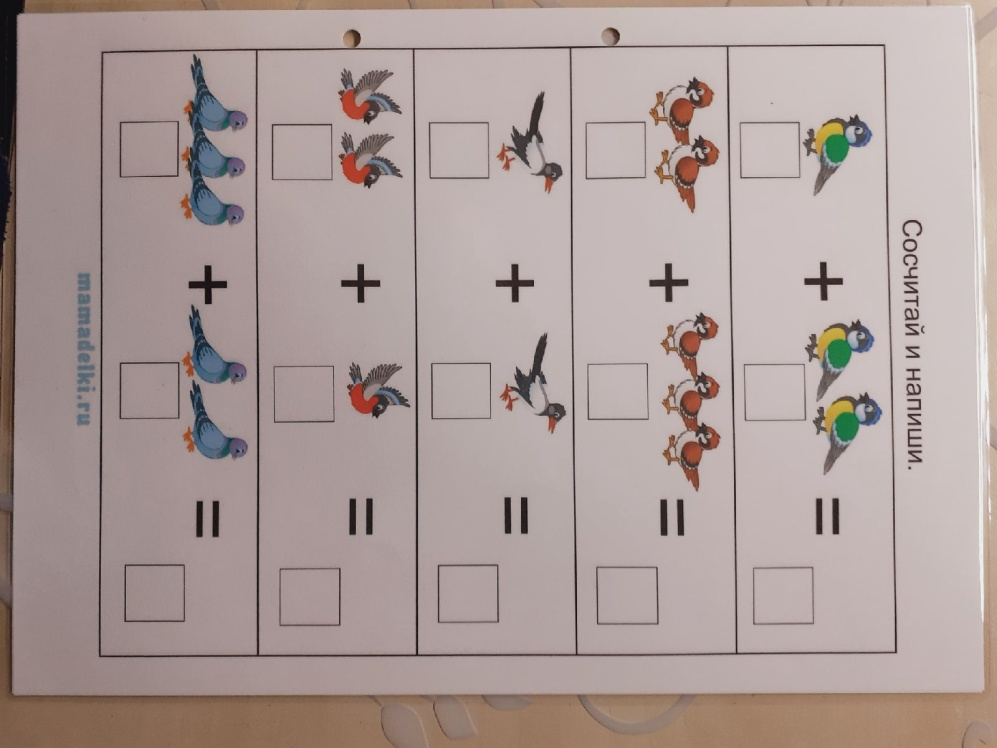 Сосчитай и напиши.
+ =
+ =
+ =
+ =
+ =
mamadelki.ru